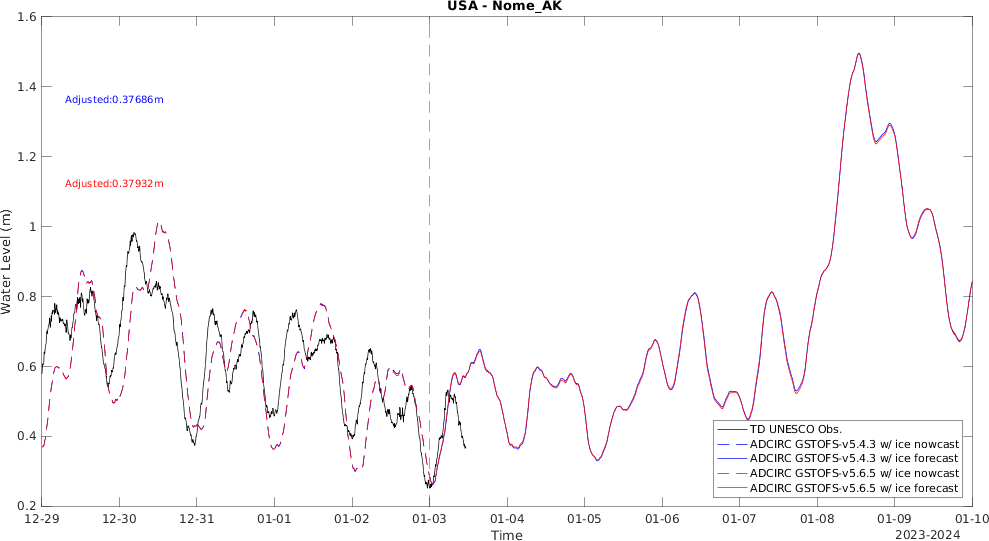 USA - Nome_AK
1.6
1.4
1.2
1
0.8
0.6
0.4
0.2
Water Level (m)
Adjusted:0.37686m
Adjusted:0.37932m
TD UNESCO Obs.
ADCIRC GSTOFS-v5.4.3 w/ ice nowcast
ADCIRC GSTOFS-v5.4.3 w/ ice forecast
ADCIRC GSTOFS-v5.6.5 w/ ice nowcast
ADCIRC GSTOFS-v5.6.5 w/ ice forecast
12-29 12-30 12-31 01-01 01-02 01-03 01-04 01-05 01-06 01-07 01-08 01-09 01-10
Time
2023-2024